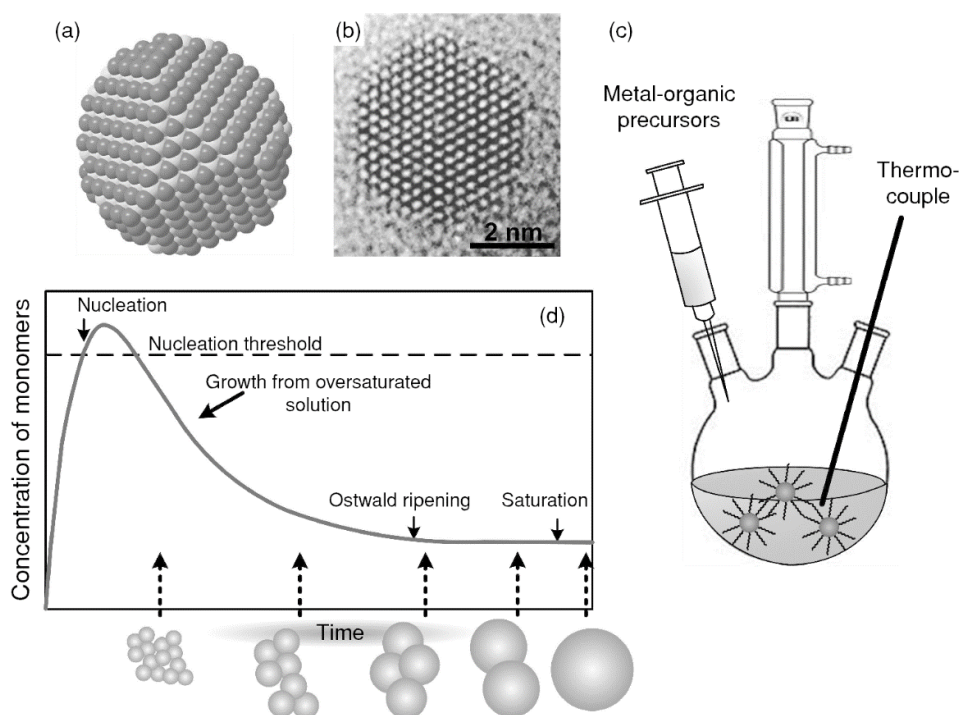 (a)
(b)
(c)
Metal-organic
precursors
Thermo-
couple
2 nm
(d)
Nucleation
Nucleation threshold
Growth from oversaturated
solution
Ostwald ripening
Saturation
Concentration of monomers
Time